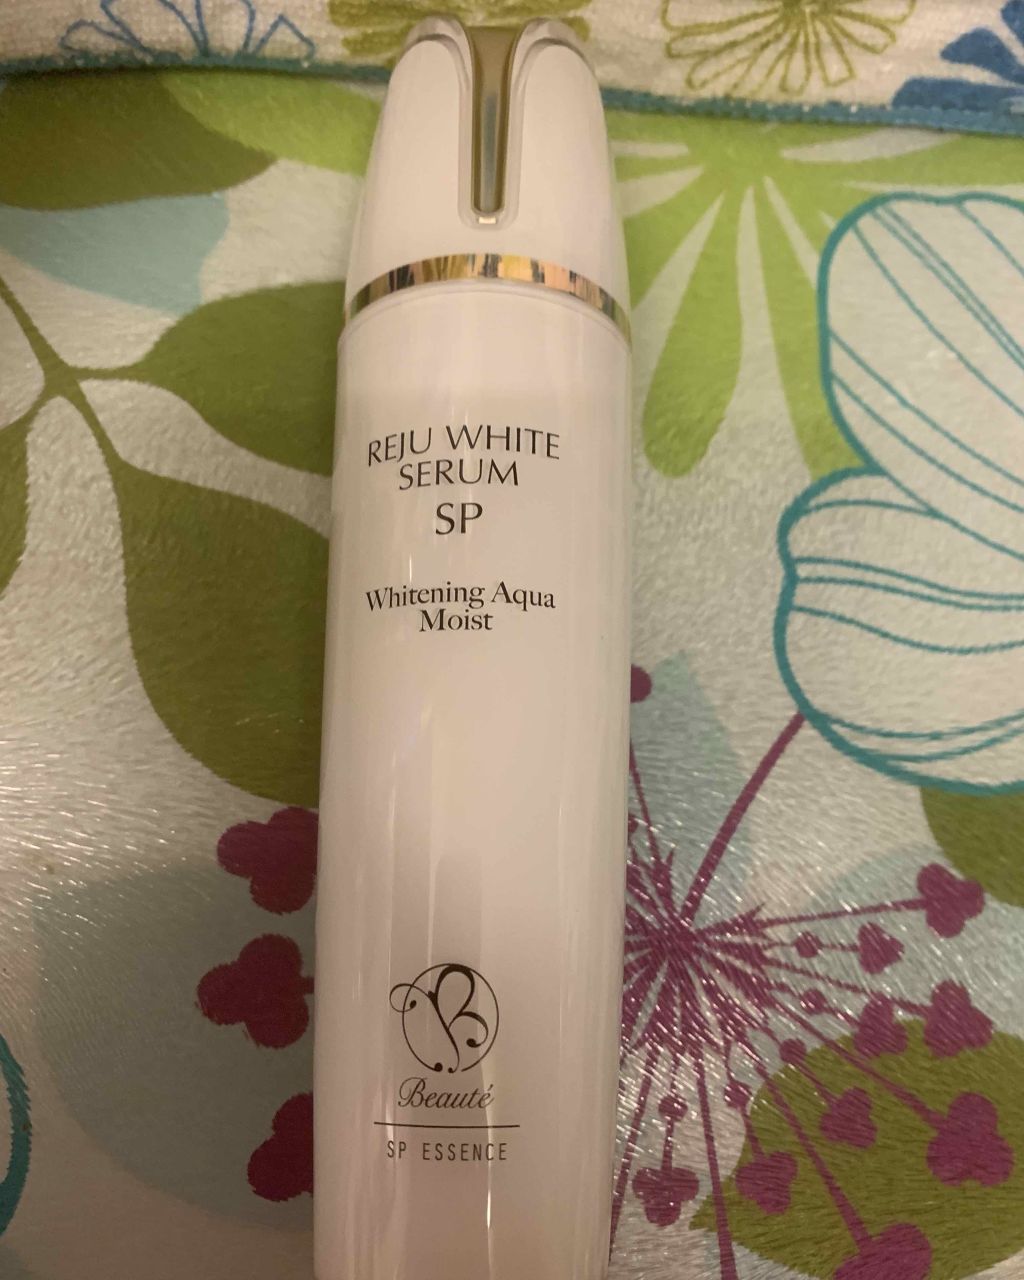 REJU WHITE
SERUM
SP
Whitening Aqua
Moist
B
Beauté
SP ESSENCE